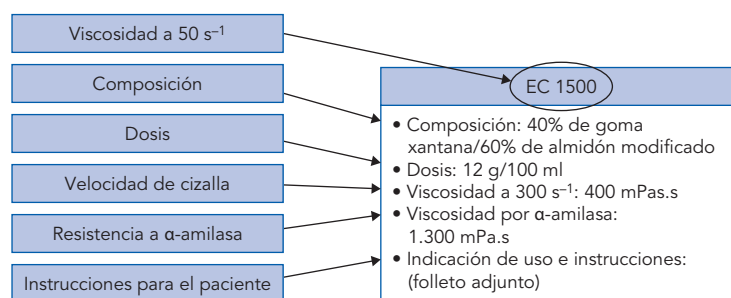 Viscosidad a 50 s⁻¹
Composición
Dosis
Velocidad de cizalla
Resistencia a α-amilasa
Instrucciones para el paciente
EC 1500
• Composición: 40% de goma
xantana/60% de almidón modificado
• Dosis: 12 g/100 ml
• Viscosidad a 300 s⁻¹: 400 mPas.s
• Viscosidad por α-amilasa:
1.300 mPa.s
• Indicación de uso e instrucciones:
(folleto adjunto)